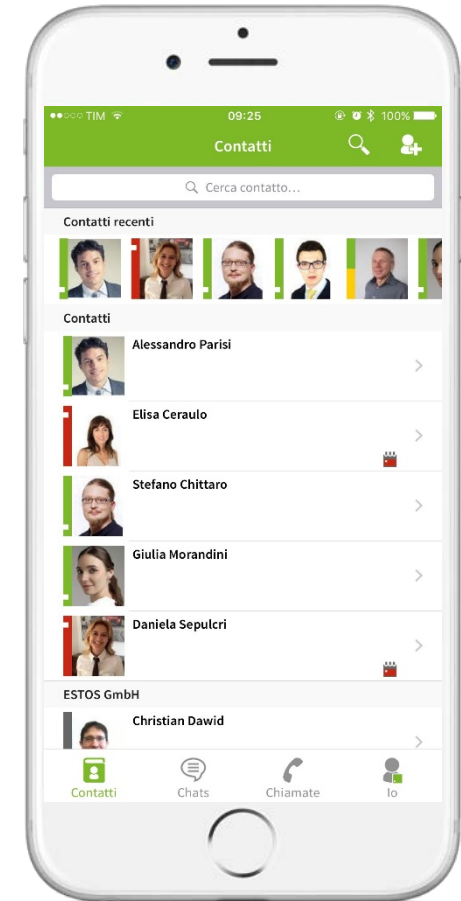 TIM 09:25 100%
Contatti
Cerca contatto...
Contatti recenti
Contatti
Alessandro Parisi
Elisa Ceraulo
Stefano Chittaro
Giulia Morandini
Daniela Sepulcri
ESTOS GmbH
Christian Dawid
Contatti Chats Chiamate Io